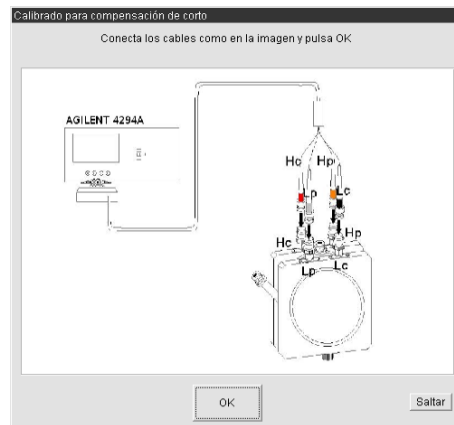 Calibrado para compensación de corto
Conecta los cables como en la imagen y pulsa OK
AGILENT 4294A
Hc Hp
Lp Lc
Hc Hp
Lp Lc
OK
Saltar